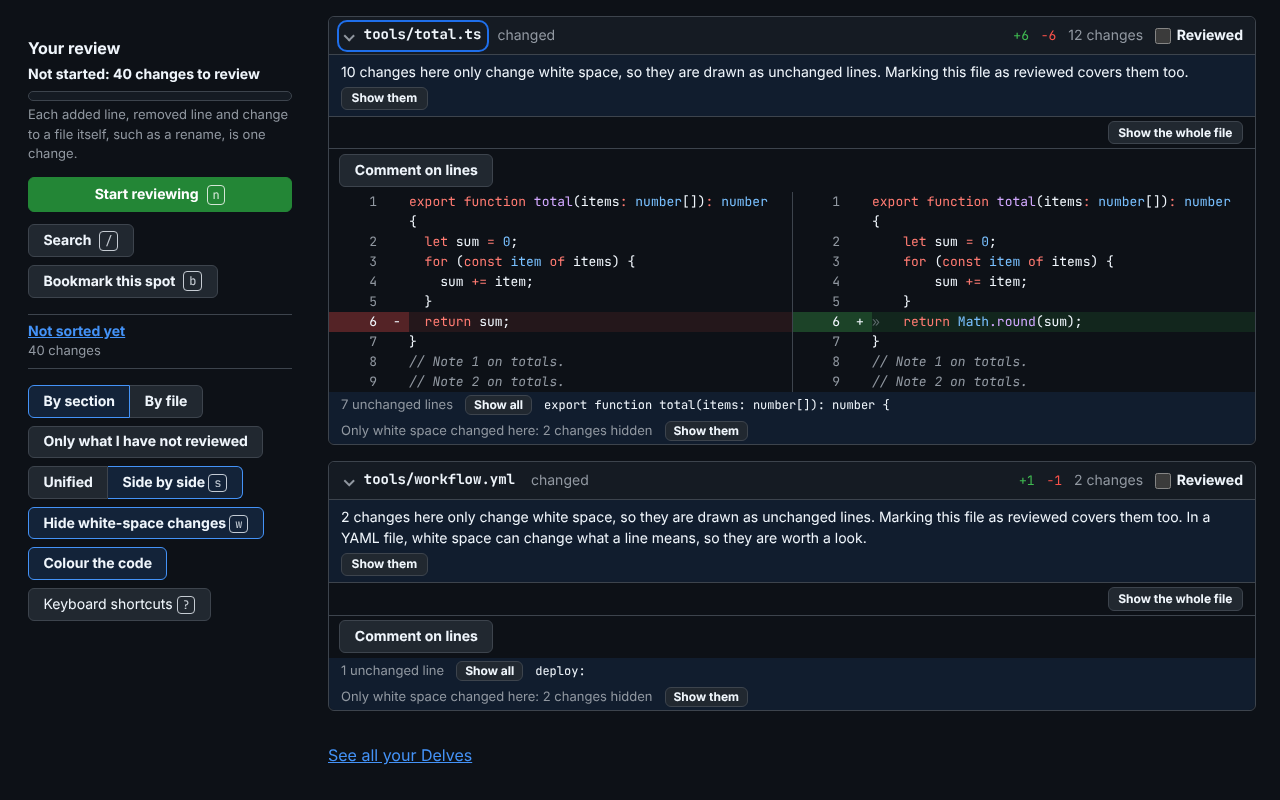 Your review
Not started: 40 changes to review
Each added line, removed line and change
to a file itself, such as a rename, is one
change.
Start reviewing n
Search /
Bookmark this spot b
Not sorted yet
40 changes
By section By file
Only what I have not reviewed
Unified Side by side s
Hide white-space changes w
Colour the code
Keyboard shortcuts ?
tools/total.ts changed +6 -6 12 changes Reviewed
10 changes here only change white space, so they are drawn as unchanged lines. Marking this file as reviewed covers them too.
Show them
Show the whole file
Comment on lines
1 export function total(items: number[]): number
{
2 let sum = 0;
3 for (const item of items) {
4 sum += item;
5 }
6 - return sum;
7 }
8 // Note 1 on totals.
9 // Note 2 on totals.
1 export function total(items: number[]): number
{
2 let sum = 0;
3 for (const item of items) {
4 sum += item;
5 }
6 + » return Math.round(sum);
7 }
8 // Note 1 on totals.
9 // Note 2 on totals.
7 unchanged lines Show all export function total(items: number[]): number {
Only white space changed here: 2 changes hidden Show them
tools/workflow.yml changed +1 -1 2 changes Reviewed
2 changes here only change white space, so they are drawn as unchanged lines. Marking this file as reviewed covers them too. In a
YAML file, white space can change what a line means, so they are worth a look.
Show them
Show the whole file
Comment on lines
1 unchanged line Show all deploy:
Only white space changed here: 2 changes hidden Show them
See all your Delves